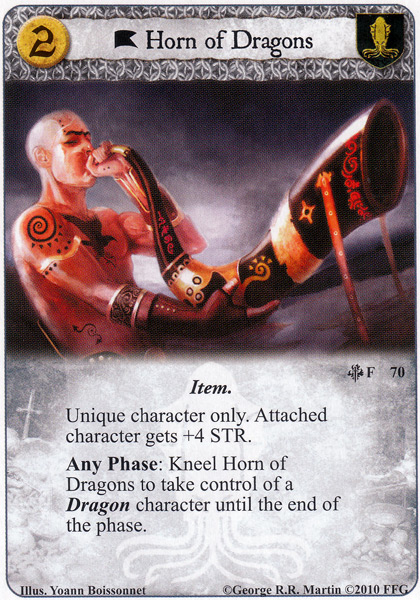 2
Horn of Dragons
F 70
Item.
Unique character only. Attached
character gets +4 STR.
Any Phase: Kneel Horn of
Dragons to take control of a
Dragon character until the end of
the phase.
Illus. Yoann Boissonnet ©George R.R. Martin ©2010 FFG